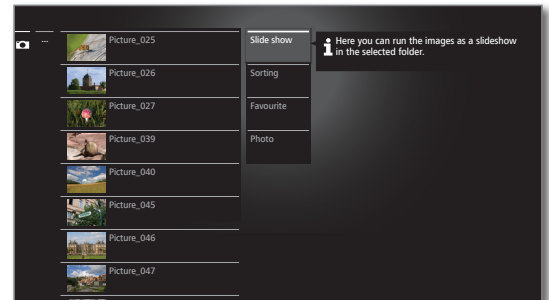 ...
Picture_025
Picture_026
Picture_027
Picture_039
Picture_040
Picture_045
Picture_046
Picture_047
Slide show
Sorting
Favourite
Photo
i Here you can run the images as a slideshow
in the selected folder.